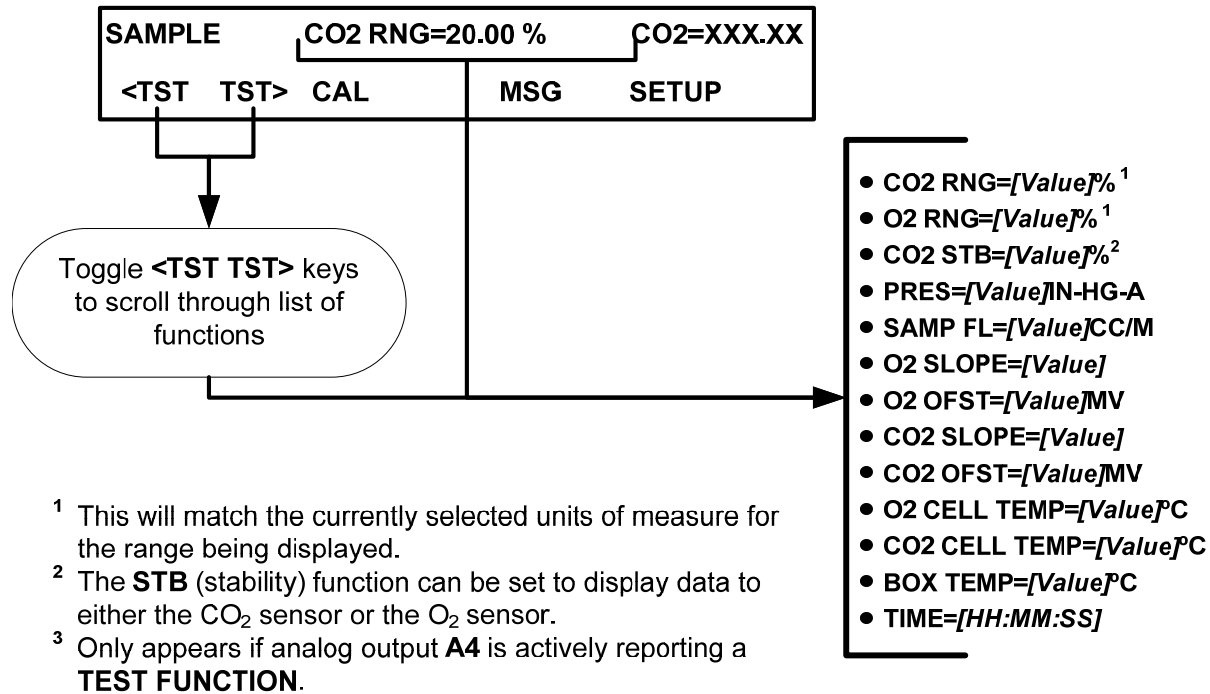 SAMPLE CO2 RNG=20.00 % CO2=XXX.XX
<TST TST> CAL MSG SETUP
Toggle <TST TST> keys
to scroll through list of
functions
• CO2 RNG=[Value]% ¹
• O2 RNG=[Value]% ¹
• CO2 STB=[Value]%²
• PRES=[Value]IN-HG-A
• SAMP FL=[Value]CC/M
• O2 SLOPE=[Value]
• O2 OFST=[Value]MV
• CO2 SLOPE=[Value]
• CO2 OFST=[Value]MV
• O2 CELL TEMP=[Value]ºC
• CO2 CELL TEMP=[Value]ºC
• BOX TEMP=[Value]ºC
• TIME=[HH:MM:SS]
¹ This will match the currently selected units of measure for
the range being displayed.
² The STB (stability) function can be set to display data to
either the CO₂ sensor or the O₂ sensor.
³ Only appears if analog output A4 is actively reporting a
TEST FUNCTION.